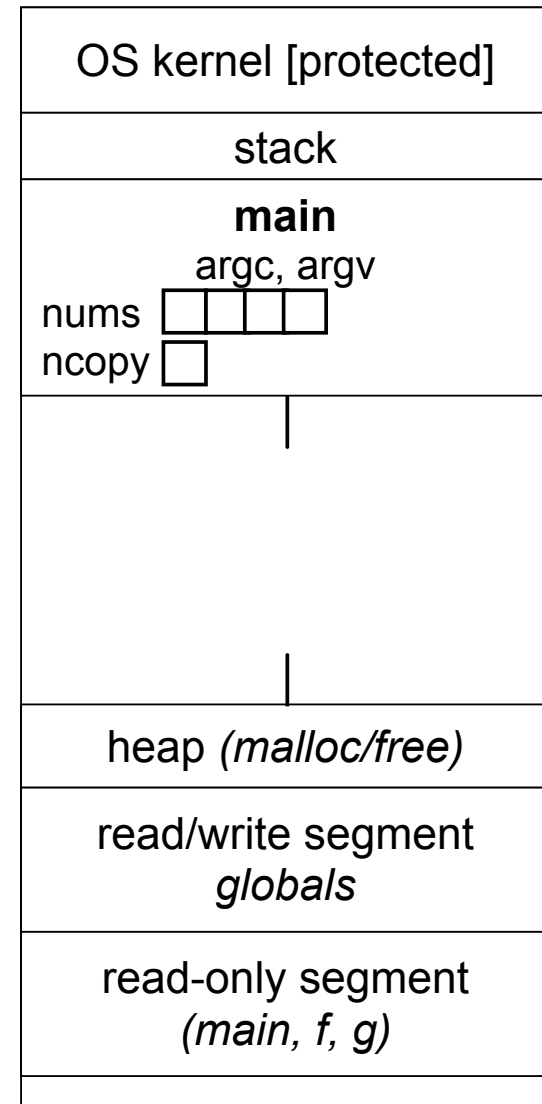 OS kernel [protected]
stack
main
argc, argv
nums
ncopy
heap (malloc/free)
read/write segment
globals
read-only segment
(main, f, g)